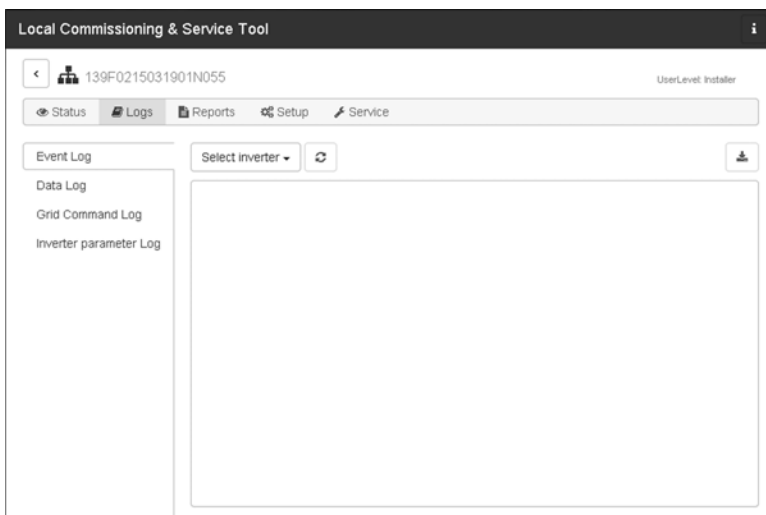 Local Commissioning & Service Tool
i
139F0215031901N055
UserLevel: Installer
Status Logs Reports Setup Service
Event Log
Select inverter
Data Log
Grid Command Log
Inverter parameter Log